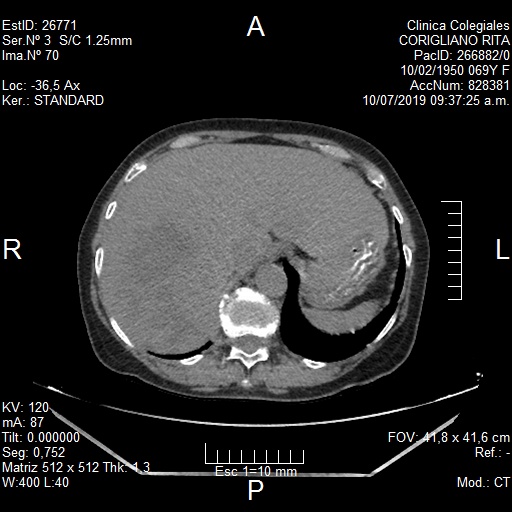 EstID: 26771
Ser.Nº 3 S/C 1.25mm
Ima.Nº 70
Loc: -36,5 Ax
Ker.: STANDARD
A
Clinica Colegiales
CORIGLIANO RITA
PacID: 266882/0
10/02/1950 069Y F
AccNum: 828381
10/07/2019 09:37:25 a.m.
R
L
KV: 120
mA: 87
Tilt: 0.000000
Seg: 0,752
Matriz 512 x 512 Thk: 1.3
W:400 L:40
Esc 1=10 mm
P
FOV: 41,8 x 41,6 cm
Ref.: -
Mod.: CT